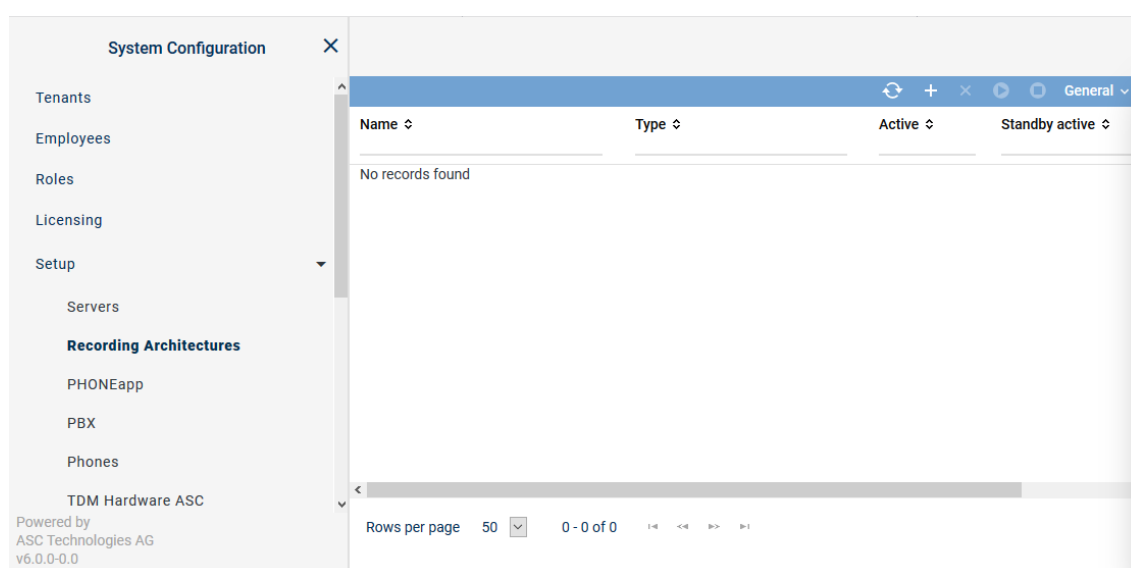 System Configuration
Tenants
Employees
Roles
Licensing
Setup
Servers
Recording Architectures
PHONEapp
PBX
Phones
TDM Hardware ASC
Powered by
ASC Technologies AG
v6.0.0-0.0
General
Name Type Active Standby active
No records found
Rows per page 50 0 - 0 of 0